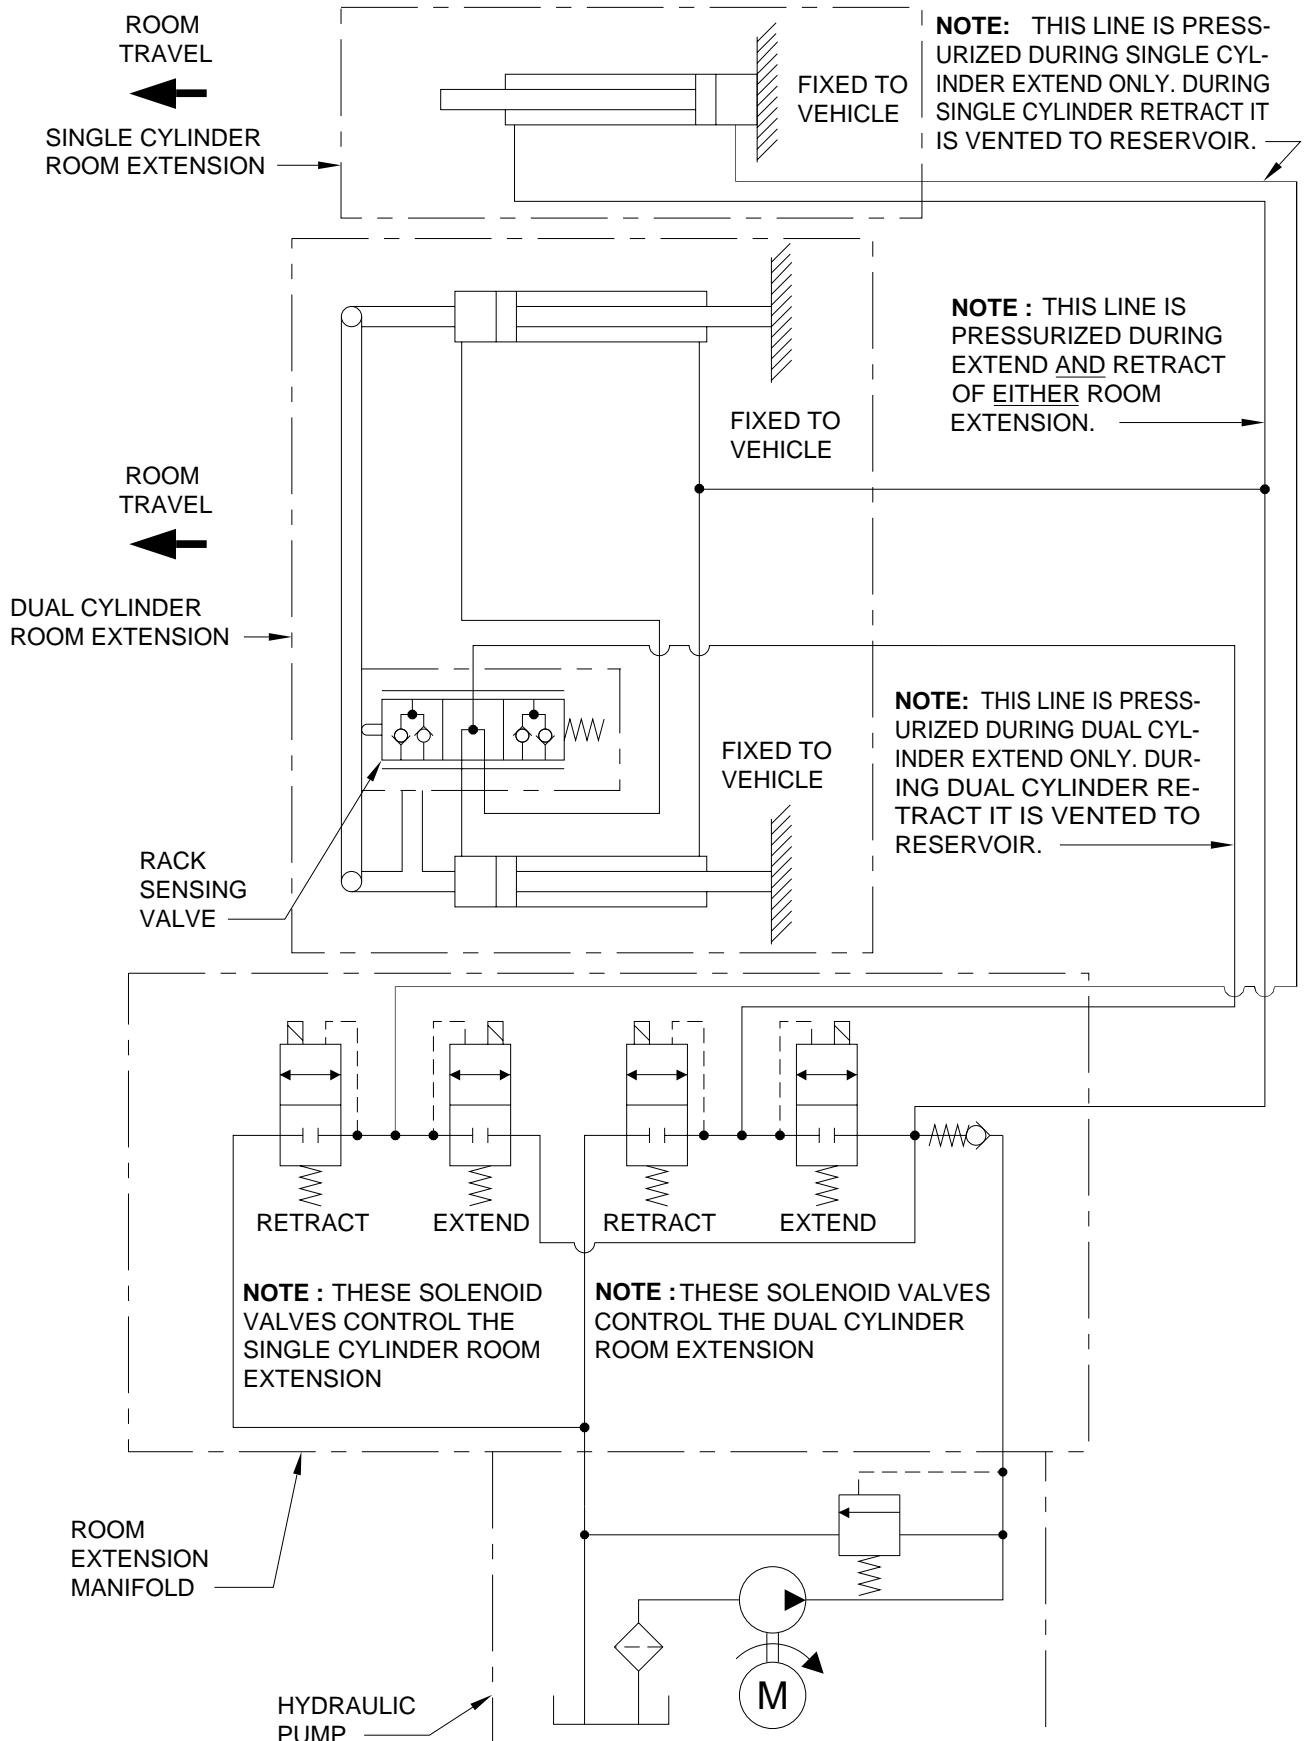 ROOM
TRAVEL
SINGLE CYLINDER
ROOM EXTENSION
FIXED TO
VEHICLE
NOTE: THIS LINE IS PRESS-
URIZED DURING SINGLE CYL-
INDER EXTEND ONLY. DURING
SINGLE CYLINDER RETRACT IT
IS VENTED TO RESERVOIR.
NOTE : THIS LINE IS
PRESSURIZED DURING
EXTEND AND RETRACT
OF EITHER ROOM
EXTENSION.
FIXED TO
VEHICLE
ROOM
TRAVEL
DUAL CYLINDER
ROOM EXTENSION
NOTE: THIS LINE IS PRESS-
URIZED DURING DUAL CYL-
INDER EXTEND ONLY. DUR-
ING DUAL CYLINDER RE-
TRACT IT IS VENTED TO
RESERVOIR.
FIXED TO
VEHICLE
RACK
SENSING
VALVE
RETRACT
EXTEND
RETRACT
EXTEND
NOTE : THESE SOLENOID
VALVES CONTROL THE
SINGLE CYLINDER ROOM
EXTENSION
NOTE : THESE SOLENOID VALVES
CONTROL THE DUAL CYLINDER
ROOM EXTENSION
ROOM
EXTENSION
MANIFOLD
M
HYDRAULIC
PUMP